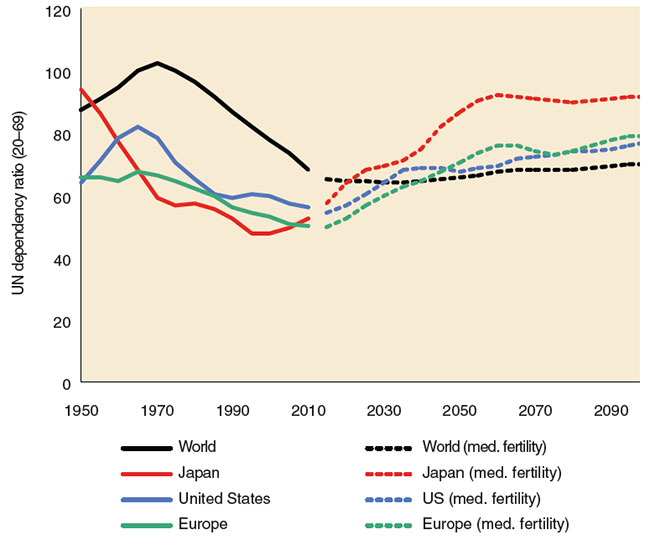 120
100
80
60
40
20
0
UN dependency ratio (20–69)
1950 1970 1990 2010 2030 2050 2070 2090
World World (med. fertility)
Japan Japan (med. fertility)
United States US (med. fertility)
Europe Europe (med. fertility)